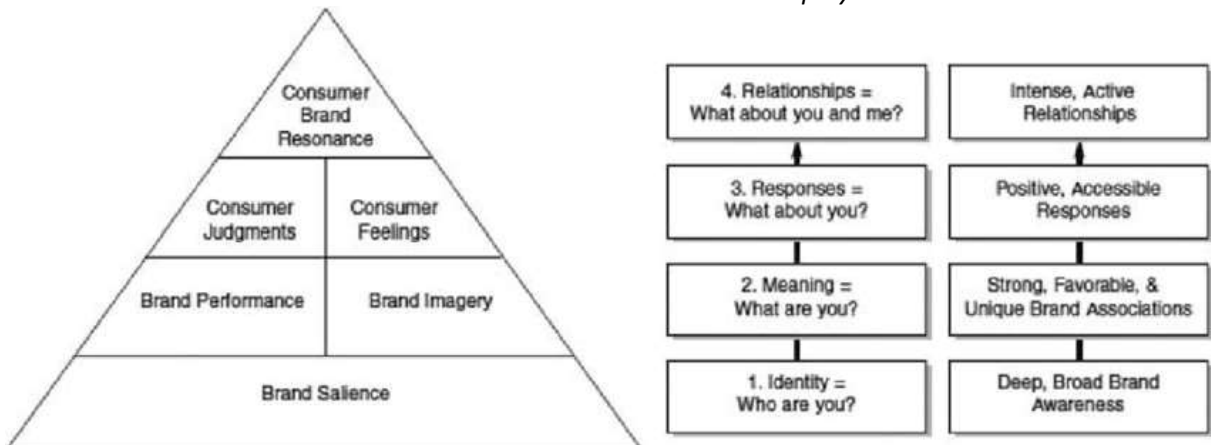 Consumer
Brand
Resonance
Consumer
Judgments
Consumer
Feelings
Brand Performance
Brand Imagery
Brand Salience
4. Relationships =
What about you and me?
3. Responses =
What about you?
2. Meaning =
What are you?
1. Identity =
Who are you?
Intense, Active
Relationships
Positive, Accessible
Responses
Strong, Favorable, &
Unique Brand Associations
Deep, Broad Brand
Awareness